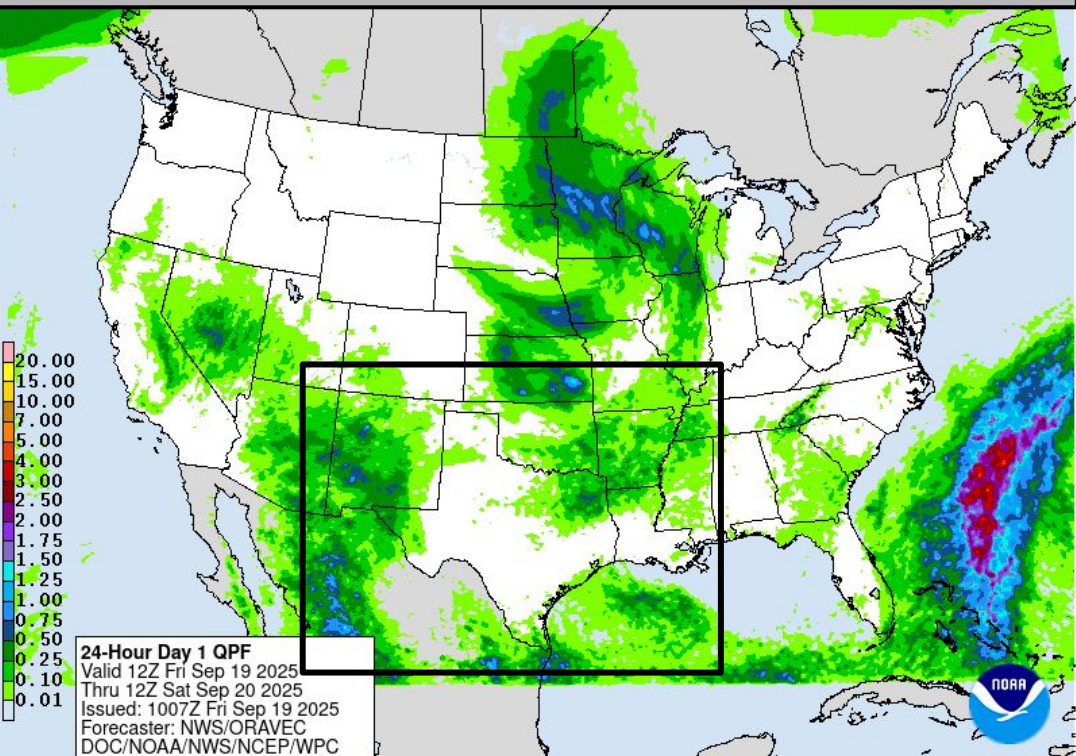 20.00
15.00
10.00
7.00
5.00
4.00
3.00
2.50
2.00
1.75
1.50
1.25
1.00
0.75
0.50
0.25
0.10
0.01
24-Hour Day 1 QPF
Valid 12Z Fri Sep 19 2025
Thru 12Z Sat Sep 20 2025
Issued: 1007Z Fri Sep 19 2025
Forecaster: NWS/ORAVEC
DOC/NOAA/NWS/NCEP/WPC
NOAA